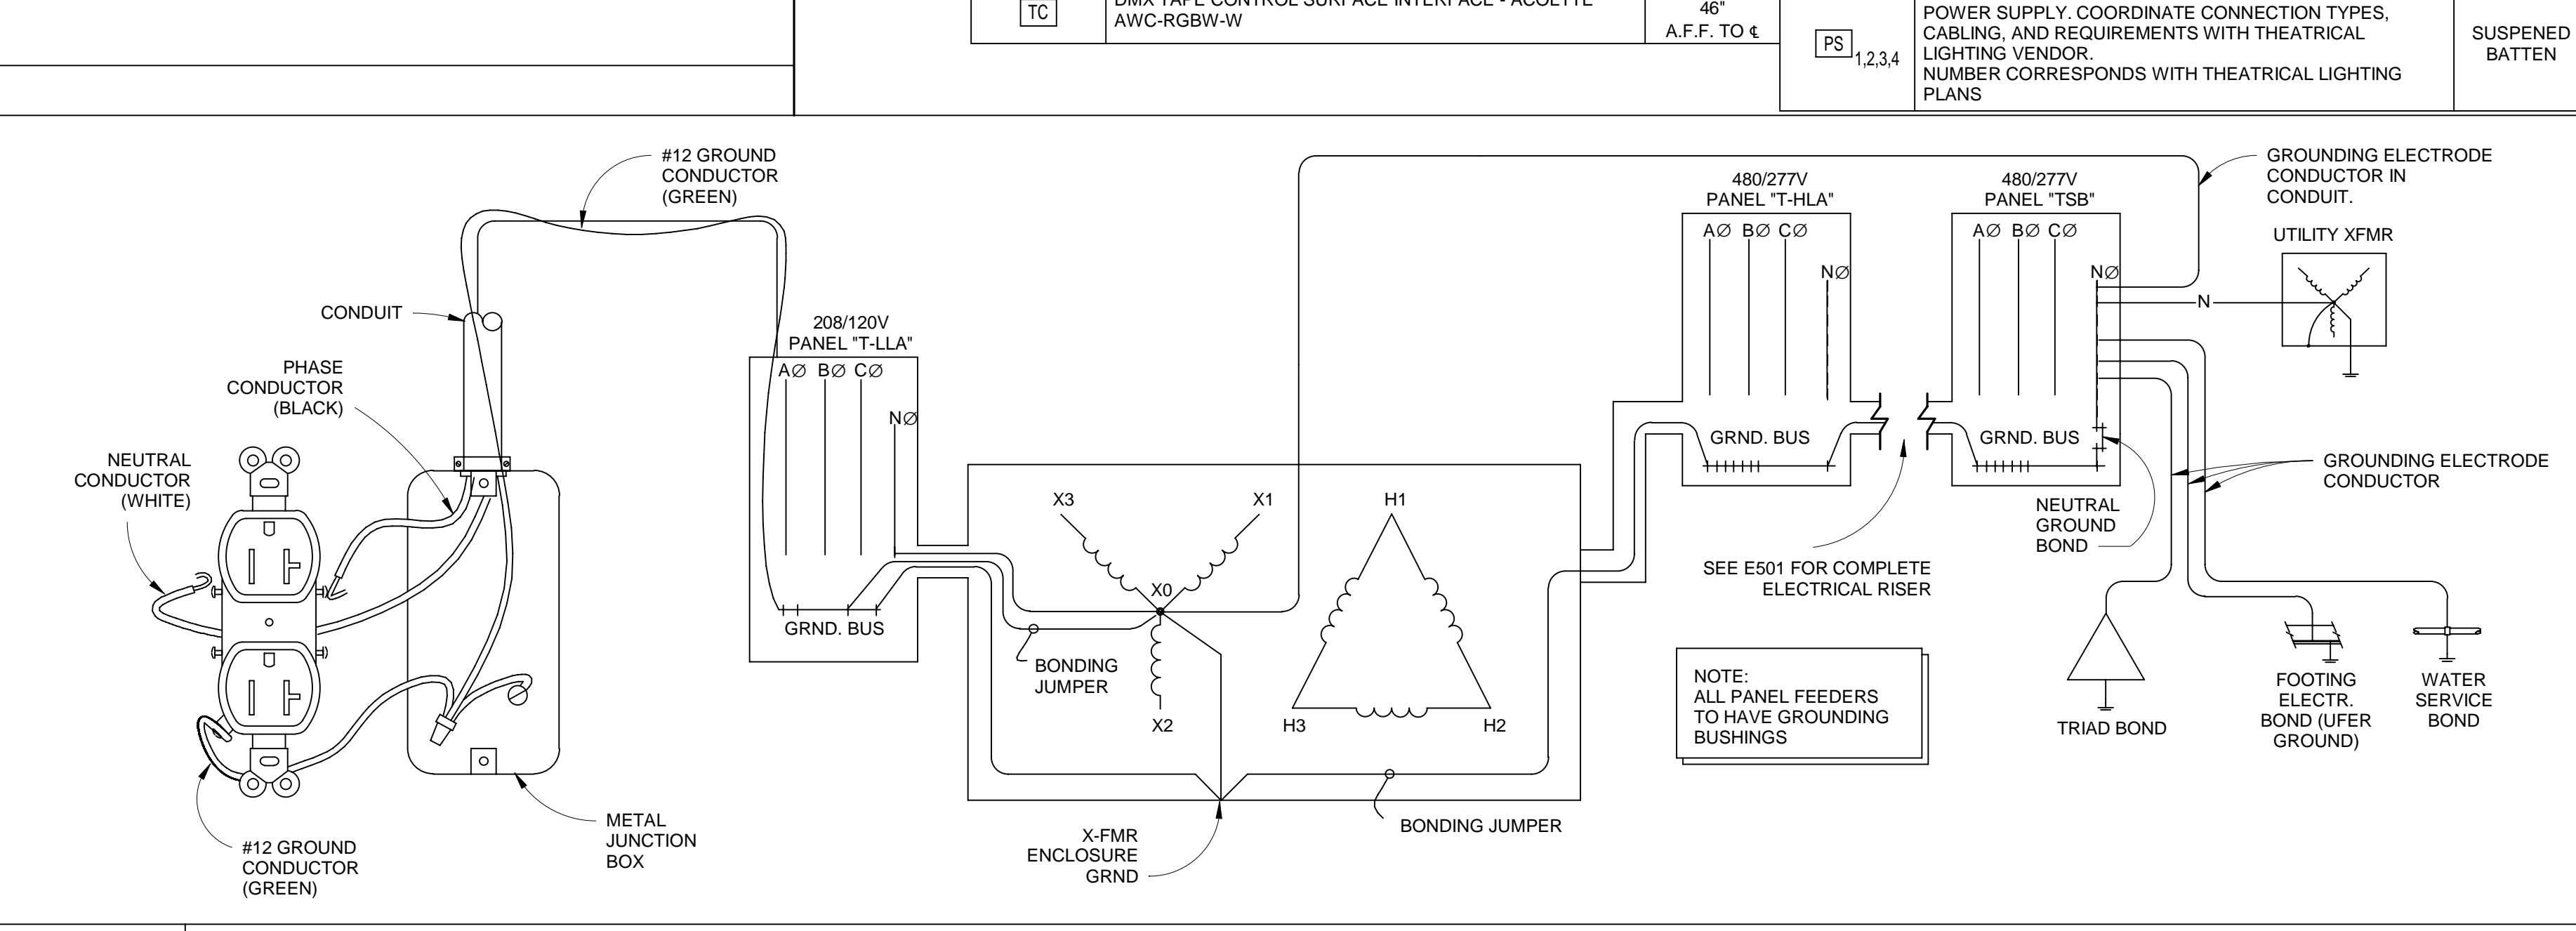 TC
AWC-RGBW-W
46"
A.F.F. TO ℄
PS
1,2,3,4
POWER SUPPLY. COORDINATE CONNECTION TYPES,
CABLING, AND REQUIREMENTS WITH THEATRICAL
LIGHTING VENDOR.
NUMBER CORRESPONDS WITH THEATRICAL LIGHTING
PLANS
SUSPENED
BATTEN
#12 GROUND
CONDUCTOR
(GREEN)
CONDUIT
PHASE
CONDUCTOR
(BLACK)
NEUTRAL
CONDUCTOR
(WHITE)
#12 GROUND
CONDUCTOR
(GREEN)
METAL
JUNCTION
BOX
208/120V
PANEL "T-LLA"
AØ BØ CØ
NØ
GRND. BUS
X3
X1
X0
X2
BONDING
JUMPER
H1
H3
H2
X-FMR
ENCLOSURE
GRND
BONDING JUMPER
480/277V
PANEL "T-HLA"
AØ BØ CØ
NØ
GRND. BUS
480/277V
PANEL "TSB"
AØ BØ CØ
NØ
GRND. BUS
SEE E501 FOR COMPLETE
ELECTRICAL RISER
NEUTRAL
GROUND
BOND
NOTE:
ALL PANEL FEEDERS
TO HAVE GROUNDING
BUSHINGS
GROUNDING ELECTRODE
CONDUCTOR IN
CONDUIT.
UTILITY XFMR
N
GROUNDING ELECTRODE
CONDUCTOR
TRIAD BOND
FOOTING
ELECTR.
BOND (UFER
GROUND)
WATER
SERVICE
BOND